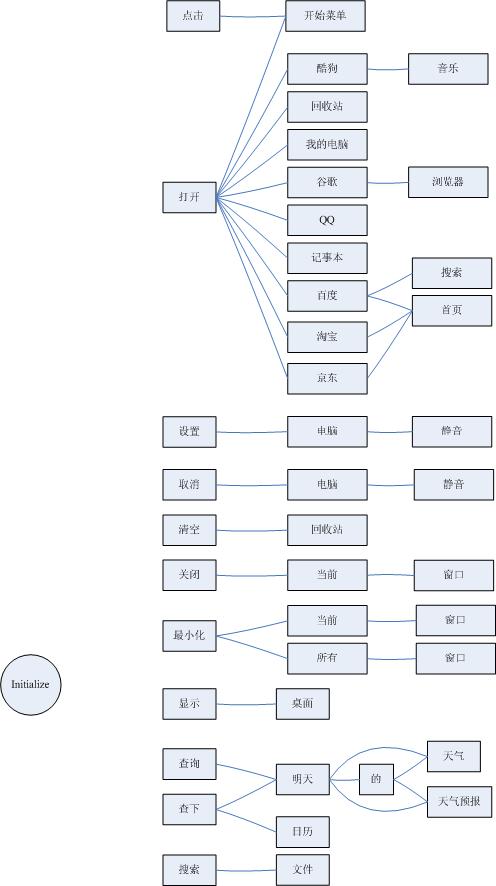 点击
开始菜单
酷狗
音乐
回收站
我的电脑
打开
谷歌
浏览器
QQ
记事本
搜索
百度
首页
淘宝
京东
设置
电脑
静音
取消
电脑
静音
清空
回收站
关闭
当前
窗口
最小化
当前
窗口
所有
窗口
Initialize
显示
桌面
查询
明天
的
天气
天气预报
查下
日历
搜索
文件